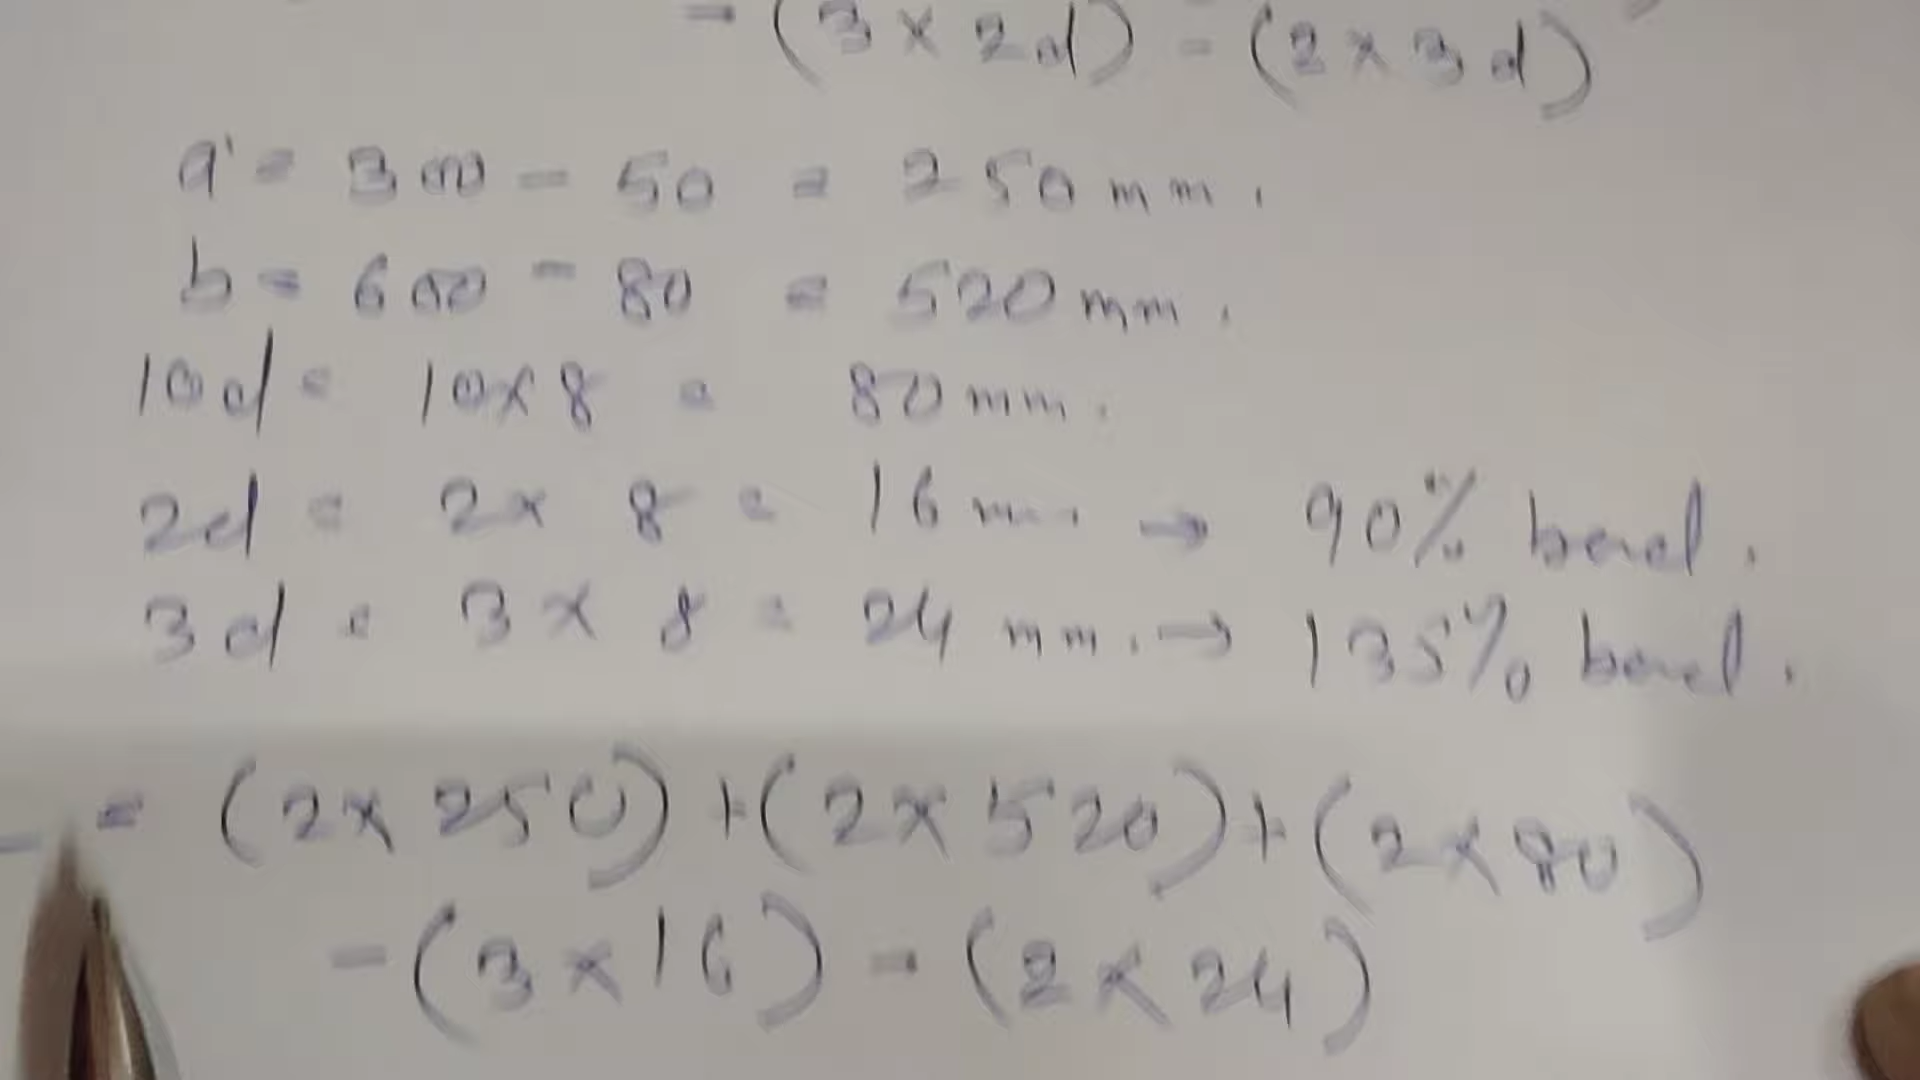 - (3 × 2d) - (2 × 3d)
a = 300 - 50 = 250 mm.
b = 600 - 80 = 520 mm.
10d = 10×8 = 80 mm.
2d = 2× 8 = 16 mm → 90% bend.
3d = 3 × 8 = 24 mm. → 135% bend.
= (2× 250) + (2× 520) + (2×80)
- (3 ×16) - (2 × 24)